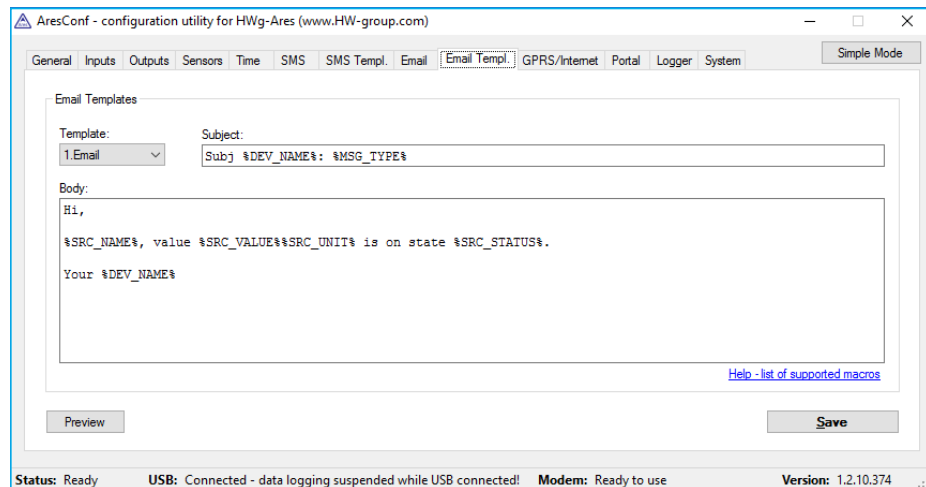 AresConf - configuration utility for HWg-Ares (www.HW-group.com)
Simple Mode
General Inputs Outputs Sensors Time SMS SMS Templ. Email Email Templ. GPRS/Internet Portal Logger System
Email Templates
Template: Subject:
1.Email Subj %DEV_NAME%: %MSG_TYPE%
Body:
Hi,
%SRC_NAME%, value %SRC_VALUE%%SRC_UNIT% is on state %SRC_STATUS%.
Your %DEV_NAME%
Help - list of supported macros
Preview Save
Status: Ready USB: Connected - data logging suspended while USB connected! Modem: Ready to use Version: 1.2.10.374